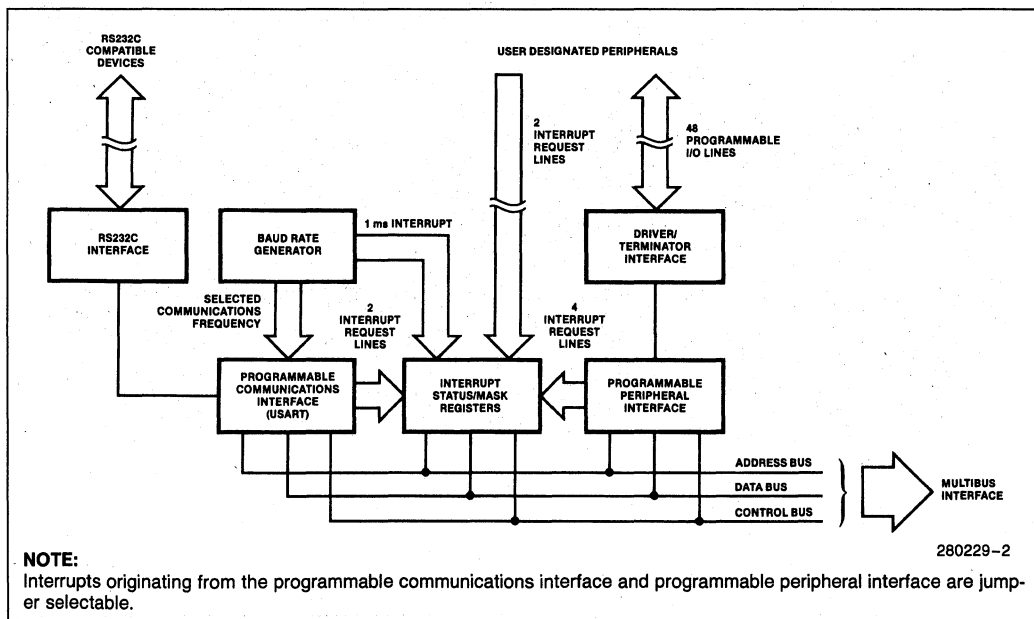 RS232C
COMPATIBLE
DEVICES
USER DESIGNATED PERIPHERALS
2
INTERRUPT
REQUEST
LINES
48
PROGRAMMABLE
I/O LINES
RS232C
INTERFACE
BAUD RATE
GENERATOR
1 ms INTERRUPT
DRIVER/
TERMINATOR
INTERFACE
SELECTED
COMMUNICATIONS
FREQUENCY
2
INTERRUPT
REQUEST
LINES
4
INTERRUPT
REQUEST
LINES
PROGRAMMABLE
COMMUNICATIONS
INTERFACE
(USART)
INTERRUPT
STATUS/MASK
REGISTERS
PROGRAMMABLE
PERIPHERAL
INTERFACE
ADDRESS BUS
DATA BUS
CONTROL BUS
MULTIBUS
INTERFACE
280229-2
NOTE:
Interrupts originating from the programmable communications interface and programmable peripheral interface are jump-
er selectable.